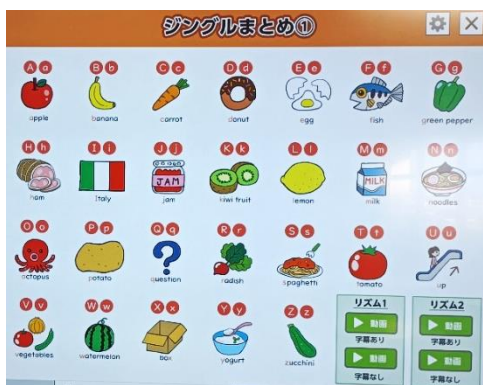 ジングルまとめ①
A a B b C c D d E e F f G g
apple banana carrot donut egg fish green pepper
H h I i J j K k L l M m N n
JAM MILK
ham Italy jam kiwi fruit lemon milk noodles
O o P p Q q R r S s T t U u
octopus potato question radish spaghetti tomato up
V v W w X x Y y Z z
vegetables watermelon box yogurt zucchini
リズム1 リズム2
動画 動画
字幕あり 字幕あり
動画 動画
字幕なし 字幕なし